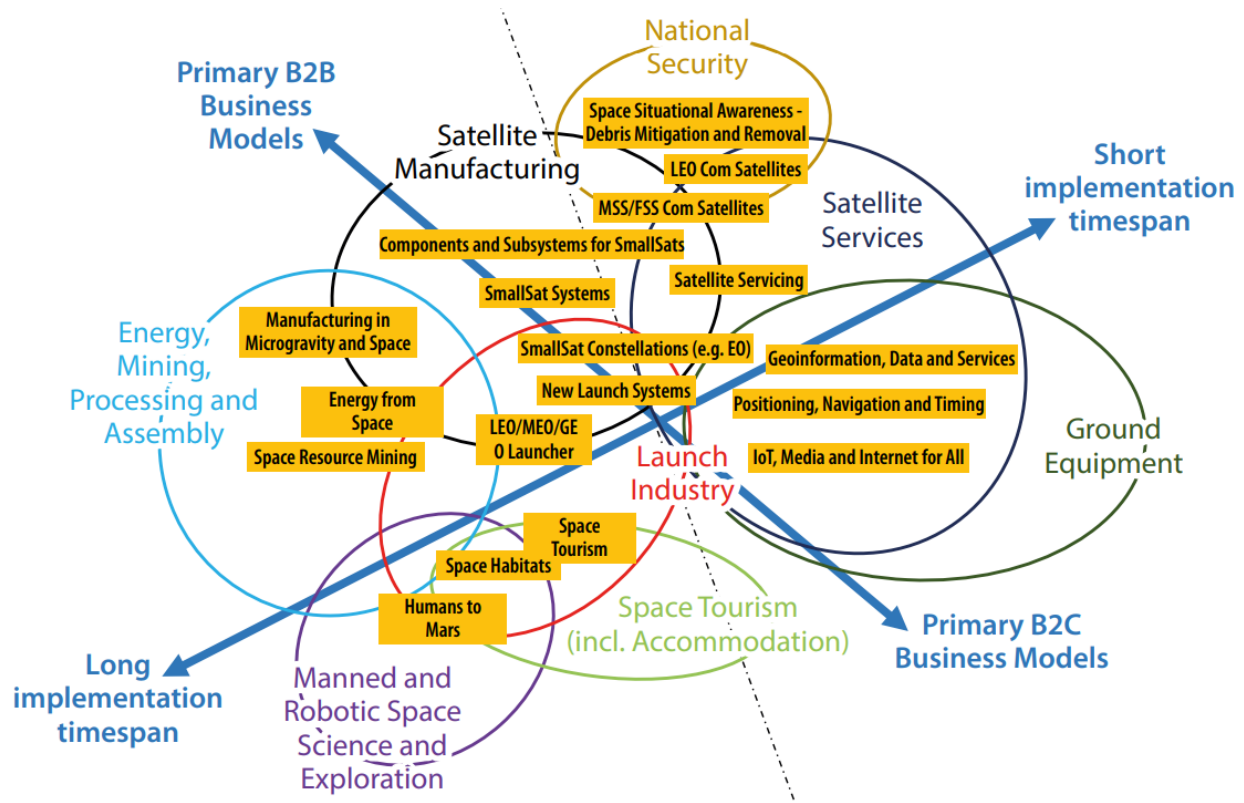 National
Security
Primary B2B
Business
Models
Space Situational Awareness -
Debris Mitigation and Removal
Satellite
Manufacturing
LEO Com Satellites
Short
implementation
timespan
MSS/FSS Com Satellites
Satellite
Services
Components and Subsystems for SmallSats
Satellite Servicing
SmallSat Systems
Energy,
Mining,
Processing and
Assembly
Manufacturing in
Microgravity and Space
SmallSat Constellations (e.g. EO)
Geoinformation, Data and Services
New Launch Systems
Positioning, Navigation and Timing
Energy from
Space
LEO/MEO/GE
O Launcher
Ground
Equipment
Space Resource Mining
Launch
Industry
IoT, Media and Internet for All
Space
Tourism
Space Habitats
Humans to
Mars
Space Tourism
(incl. Accommodation)
Primary B2C
Business Models
Long
implementation
timespan
Manned and
Robotic Space
Science and
Exploration